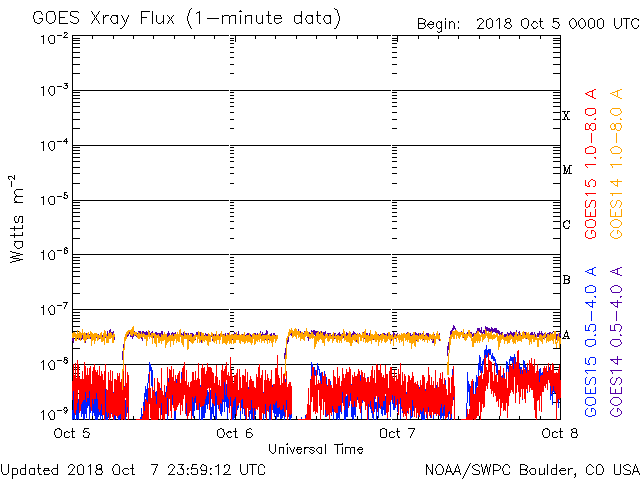 GOES Xray Flux (1-minute data)
Begin: 2018 Oct 5 0000 UTC
10⁻²
10⁻³
10⁻⁴
10⁻⁵
10⁻⁶
10⁻⁷
10⁻⁸
10⁻⁹
Watts m⁻²
X
M
C
B
A
GOES15 1.0-8.0 A
GOES14 1.0-8.0 A
GOES15 0.5-4.0 A
GOES14 0.5-4.0 A
Oct 5 Oct 6 Oct 7 Oct 8
Universal Time
Updated 2018 Oct 7 23:59:12 UTC
NOAA/SWPC Boulder, CO USA